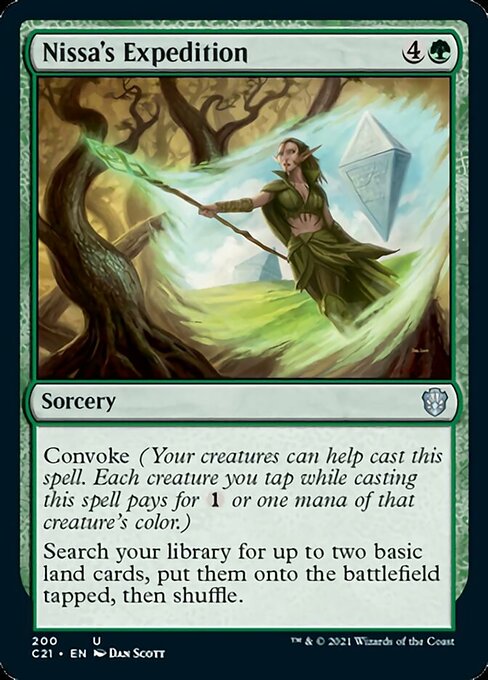 Nissa's Expedition 4
Sorcery
Convoke (Your creatures can help cast this
spell. Each creature you tap while casting
this spell pays for 1 or one mana of that
creature's color.)
Search your library for up to two basic
land cards, put them onto the battlefield
tapped, then shuffle.
200 U
C21 • EN Dan Scott
™ & © 2021 Wizards of the Coast